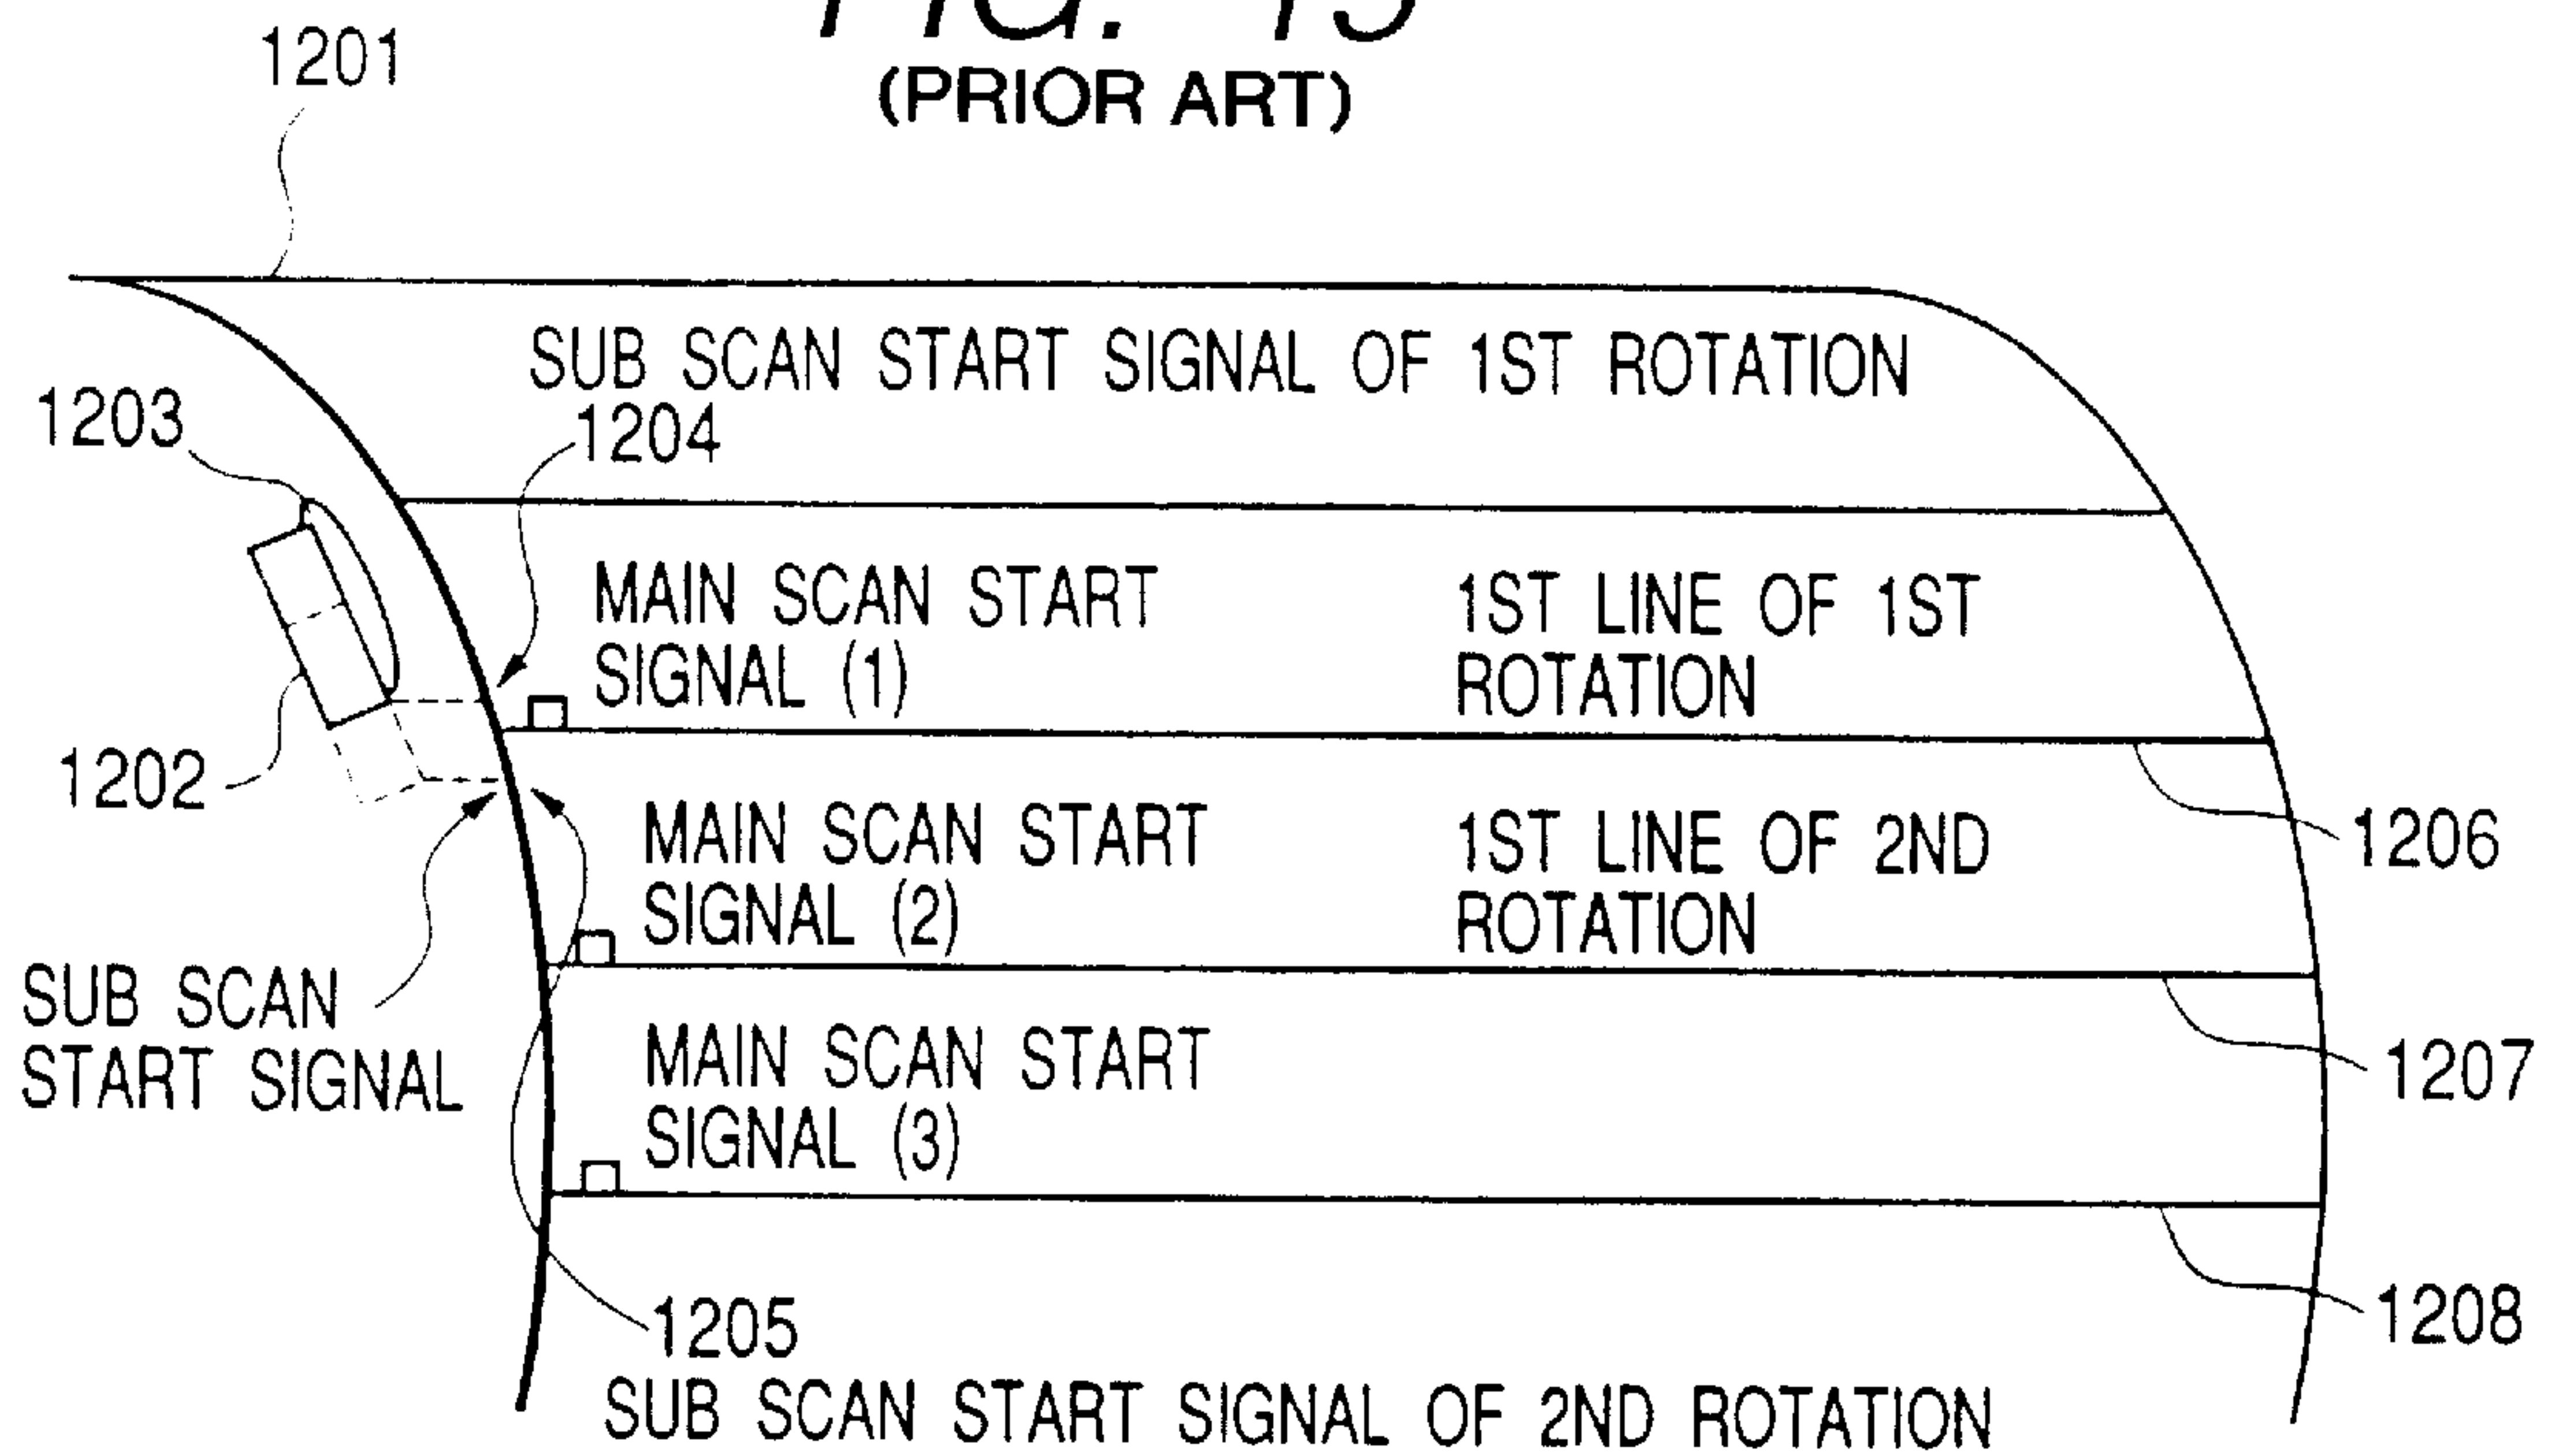 FIG. 15
(PRIOR ART)
1201
SUB SCAN START SIGNAL OF 1ST ROTATION
1203
1204
MAIN SCAN START
SIGNAL (1)
1ST LINE OF 1ST
ROTATION
1202
1206
MAIN SCAN START
SIGNAL (2)
1ST LINE OF 2ND
ROTATION
SUB SCAN
START SIGNAL
1207
MAIN SCAN START
SIGNAL (3)
1208
1205
SUB SCAN START SIGNAL OF 2ND ROTATION